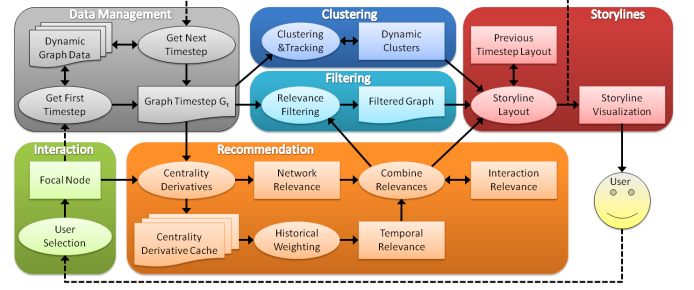 Data Management
Clustering
Storylines
Dynamic
Graph Data
Get Next
Timestep
Clustering
&Tracking
Dynamic
Clusters
Previous
Timestep Layout
Filtering
Get First
Timestep
Graph Timestep Gt
Relevance
Filtering
Filtered Graph
Storyline
Layout
Storyline
Visualization
Interaction
Recommendation
Focal Node
Centrality
Derivatives
Network
Relevance
Combine
Relevances
Interaction
Relevance
User
User
Selection
Centrality
Derivative Cache
Historical
Weighting
Temporal
Relevance